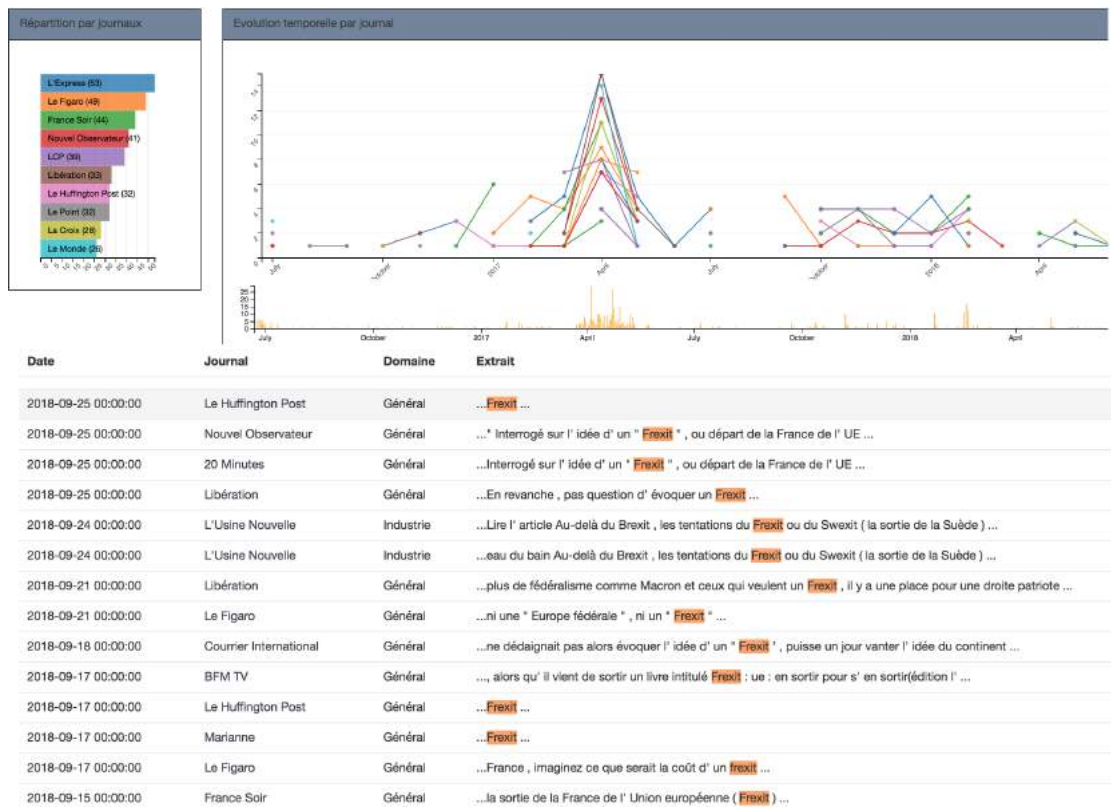 Répartition par journaux
Evolution temporelle par journal
L'Express (53)
Le Figaro (49)
France Soir (44)
Nouvel Observateur (41)
LCP (39)
Libération (33)
Le Huffington Post (32)
Le Point (32)
La Croix (28)
Le Monde (26)
July October 2017 April July October 2018 April
25
20
15
10
5
0
July October 2017 April July October 2018 April
Date Journal Domaine Extrait
2018-09-25 00:00:00 Le Huffington Post Général ...Frexit ...
2018-09-25 00:00:00 Nouvel Observateur Général ..." Interrogé sur l' idée d' un " Frexit " , ou départ de la France de l' UE ...
2018-09-25 00:00:00 20 Minutes Général ...Interrogé sur l' idée d' un " Frexit " , ou départ de la France de l' UE ...
2018-09-25 00:00:00 Libération Général ...En revanche , pas question d' évoquer un Frexit ...
2018-09-24 00:00:00 L'Usine Nouvelle Industrie ...Lire l' article Au-delà du Brexit , les tentations du Frexit ou du Swexit ( la sortie de la Suède ) ...
2018-09-24 00:00:00 L'Usine Nouvelle Industrie ...eau du bain Au-delà du Brexit , les tentations du Frexit ou du Swexit ( la sortie de la Suède ) ...
2018-09-21 00:00:00 Libération Général ...plus de fédéralisme comme Macron et ceux qui veulent un Frexit , il y a une place pour une droite patriote ...
2018-09-21 00:00:00 Le Figaro Général ...ni une " Europe fédérale " , ni un " Frexit " ...
2018-09-18 00:00:00 Courrier International Général ...ne dédaignait pas alors évoquer l' idée d' un " Frexit " , puisse un jour vanter l' idée du continent ...
2018-09-17 00:00:00 BFM TV Général ..., alors qu' il vient de sortir un livre intitulé Frexit : ue : en sortir pour s' en sortir(édition l' ...
2018-09-17 00:00:00 Le Huffington Post Général ...Frexit ...
2018-09-17 00:00:00 Marianne Général ...Frexit ...
2018-09-17 00:00:00 Le Figaro Général ...France , imaginez ce que serait la coût d' un frexit ...
2018-09-15 00:00:00 France Soir Général ...la sortie de la France de l' Union européenne ( Frexit ) ...